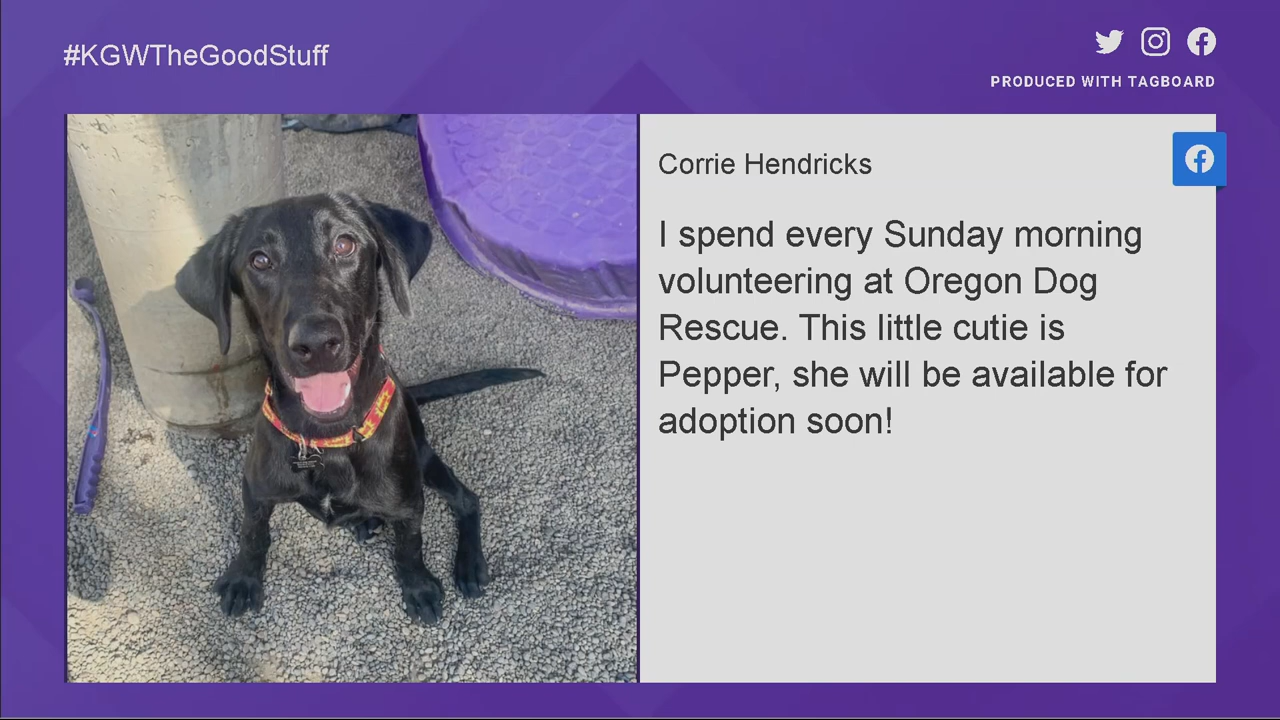 #KGWTheGoodStuff
PRODUCED WITH TAGBOARD
Corrie Hendricks
I spend every Sunday morning
volunteering at Oregon Dog
Rescue. This little cutie is
Pepper, she will be available for
adoption soon!